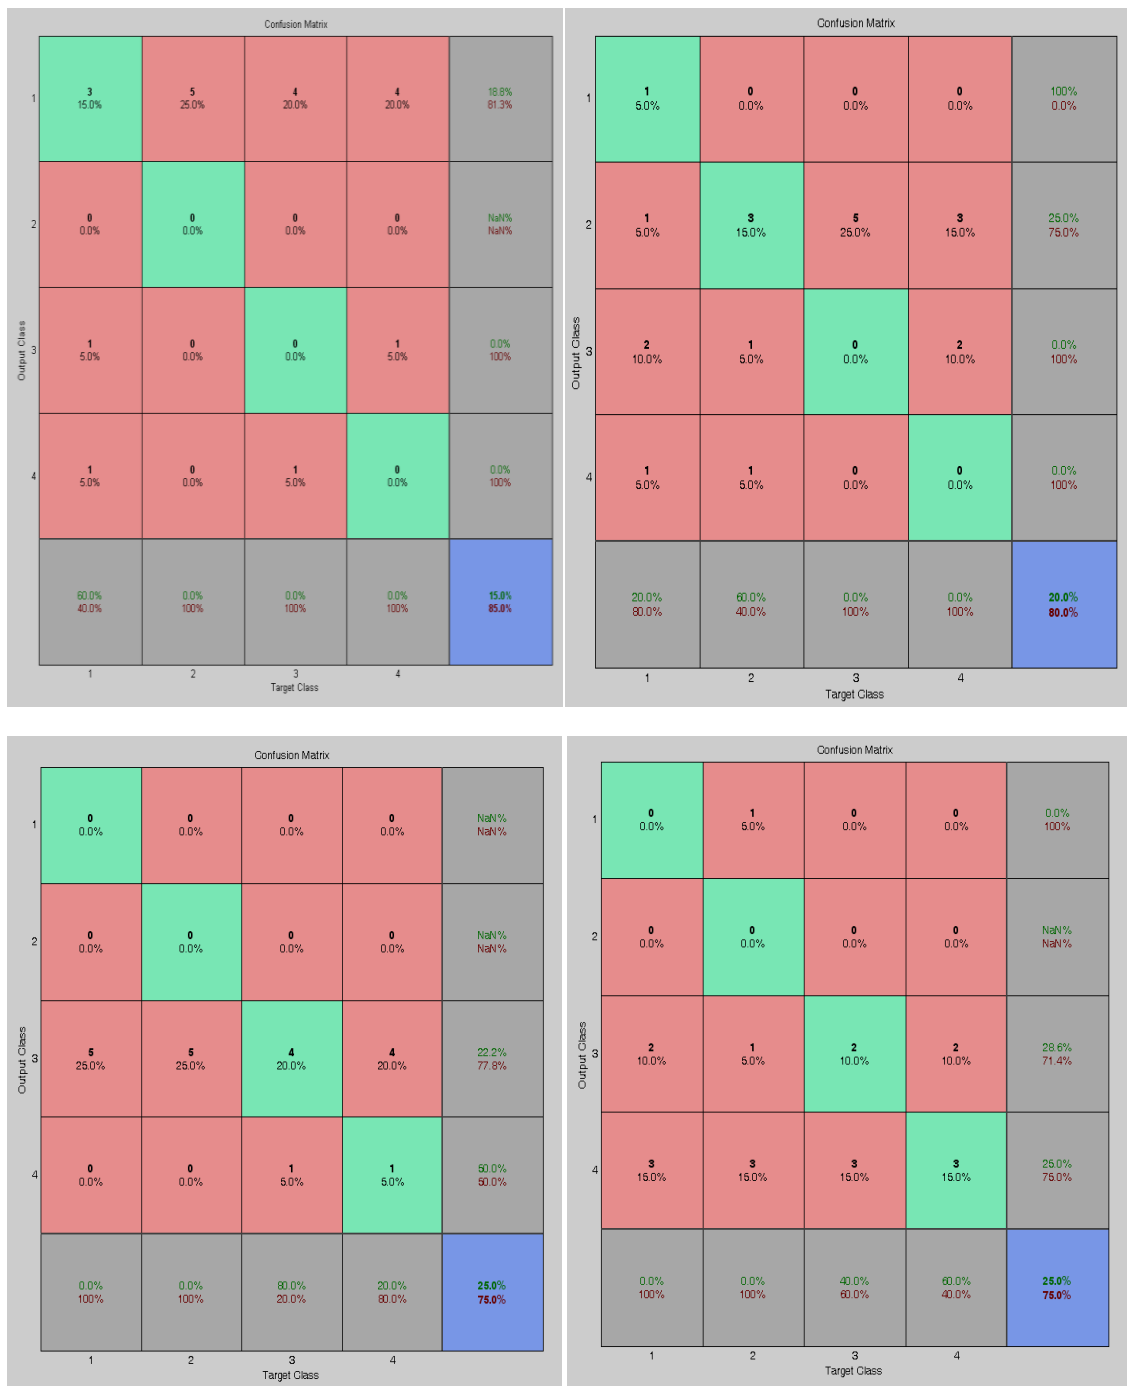 Confusion Matrix
1
3 5 4 4 18.8%
15.0% 25.0% 20.0% 20.0% 81.3%
2
0 0 0 0 NaN%
0.0% 0.0% 0.0% 0.0% NaN%
Output Class
3
1 0 0 1 0.0%
5.0% 0.0% 0.0% 5.0% 100%
4
1 0 1 0 0.0%
5.0% 0.0% 5.0% 0.0% 100%
60.0% 0.0% 0.0% 0.0% 15.0%
40.0% 100% 100% 100% 85.0%
1 2 3 4
Target Class
Confusion Matrix
1
1 0 0 0 100%
5.0% 0.0% 0.0% 0.0% 0.0%
2
1 3 5 3 25.0%
5.0% 15.0% 25.0% 15.0% 75.0%
Output Class
3
2 1 0 2 0.0%
10.0% 5.0% 0.0% 10.0% 100%
4
1 1 0 0 0.0%
5.0% 5.0% 0.0% 0.0% 100%
20.0% 60.0% 0.0% 0.0% 20.0%
80.0% 40.0% 100% 100% 80.0%
1 2 3 4
Target Class
Confusion Matrix
1
0 0 0 0 NaN%
0.0% 0.0% 0.0% 0.0% NaN%
2
0 0 0 0 NaN%
0.0% 0.0% 0.0% 0.0% NaN%
Output Class
3
5 5 4 4 22.2%
25.0% 25.0% 20.0% 20.0% 77.8%
4
0 0 1 1 50.0%
0.0% 0.0% 5.0% 5.0% 50.0%
0.0% 0.0% 80.0% 20.0% 25.0%
100% 100% 20.0% 80.0% 75.0%
1 2 3 4
Target Class
Confusion Matrix
1
0 1 0 0 0.0%
0.0% 5.0% 0.0% 0.0% 100%
2
0 0 0 0 NaN%
0.0% 0.0% 0.0% 0.0% NaN%
Output Class
3
2 1 2 2 28.6%
10.0% 5.0% 10.0% 10.0% 71.4%
4
3 3 3 3 25.0%
15.0% 15.0% 15.0% 15.0% 75.0%
0.0% 0.0% 40.0% 60.0% 25.0%
100% 100% 60.0% 40.0% 75.0%
1 2 3 4
Target Class